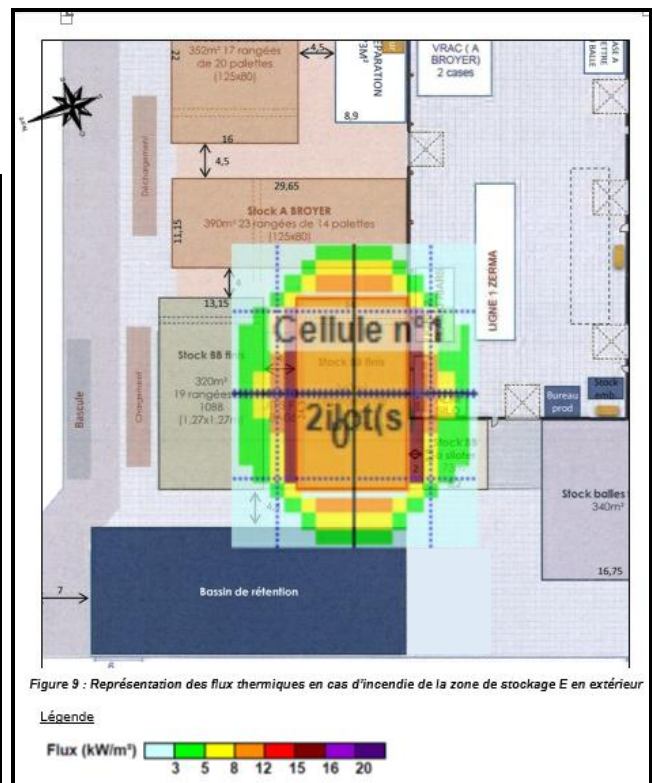 352m² 17 rangées
de 20 palettes
(125x80)
22
4,5
16
4,5
8,9
VRAC ( A
BROYER)
2 cases
Déchargement
29,65
Stock A BROYER
390m² 23 rangées de 14 palettes
(125x80)
11,15
LIGNE 1 ZERMA
13,15
Cellule n°1
Stock BB finis
320m²
19 rangées
1088
(1,27x1,27m
Chargement
Bascule
2ilot(s
0
Stock BB
à siloter
2
Bureau
prod
Stock
emb.
Stock balles
340m²
16,75
7
Bassin de rétention
Figure 9 : Représentation des flux thermiques en cas d'incendie de la zone de stockage E en extérieur
Légende
Flux (kW/m²)
3 5 8 12 15 16 20